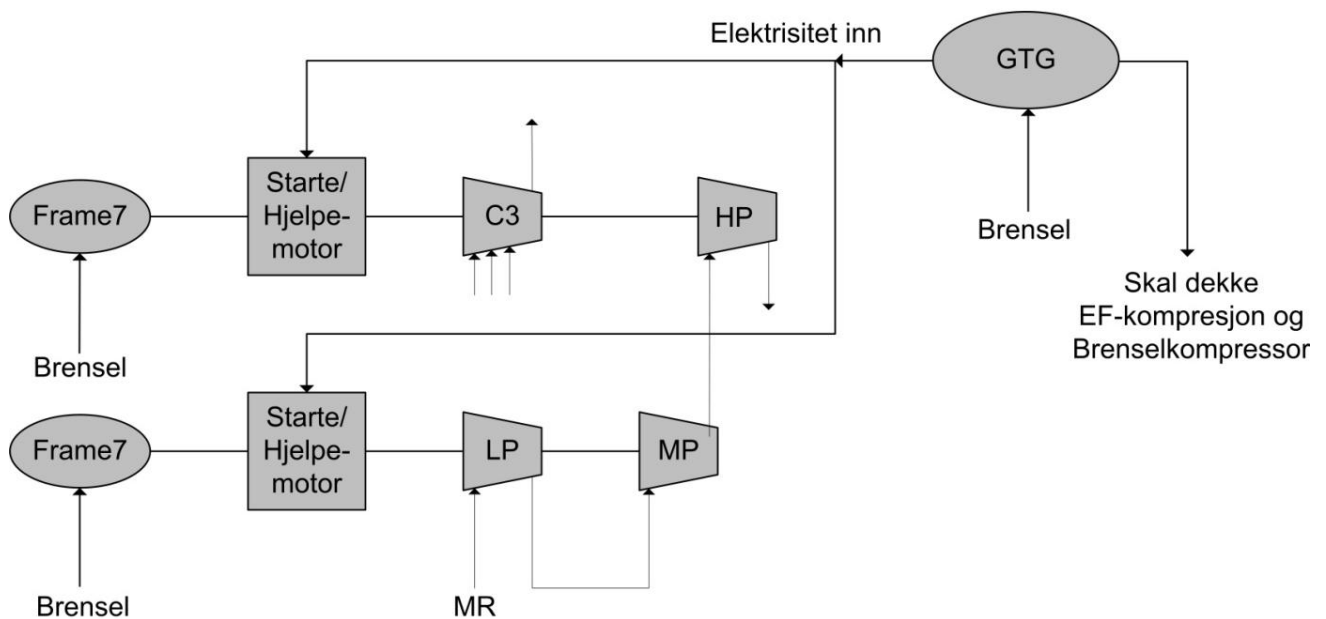 Elektrisitet inn
GTG
Starte/
Hjelpe-
motor
Frame7
C3
HP
Brensel
Skal dekke
EF-kompresjon og
Brenselkompressor
Brensel
Starte/
Hjelpe-
motor
Frame7
LP
MP
Brensel
MR